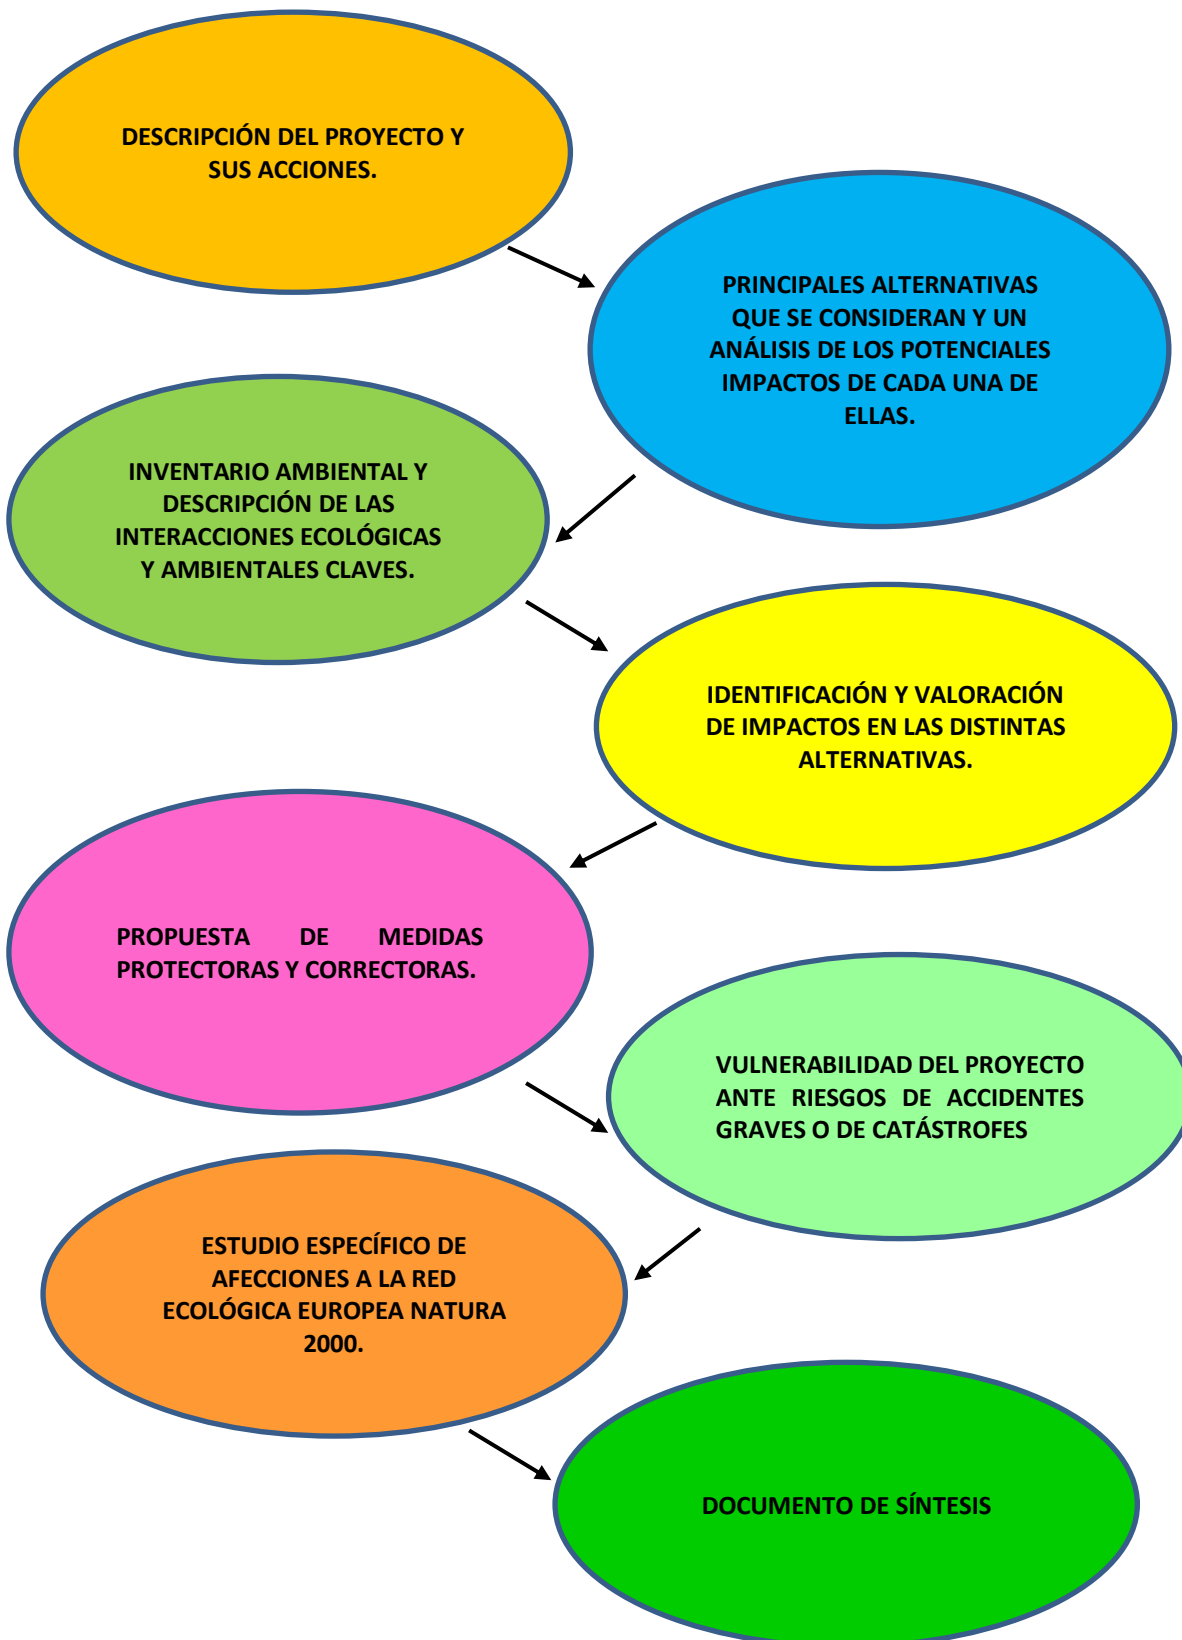 DESCRIPCIÓN DEL PROYECTO Y
SUS ACCIONES.
PRINCIPALES ALTERNATIVAS
QUE SE CONSIDERAN Y UN
ANÁLISIS DE LOS POTENCIALES
IMPACTOS DE CADA UNA DE
ELLAS.
INVENTARIO AMBIENTAL Y
DESCRIPCIÓN DE LAS
INTERACCIONES ECOLÓGICAS
Y AMBIENTALES CLAVES.
IDENTIFICACIÓN Y VALORACIÓN
DE IMPACTOS EN LAS DISTINTAS
ALTERNATIVAS.
PROPUESTA DE MEDIDAS
PROTECTORAS Y CORRECTORAS.
VULNERABILIDAD DEL PROYECTO
ANTE RIESGOS DE ACCIDENTES
GRAVES O DE CATÁSTROFES
ESTUDIO ESPECÍFICO DE
AFECCIONES A LA RED
ECOLÓGICA EUROPEA NATURA
2000.
DOCUMENTO DE SÍNTESIS